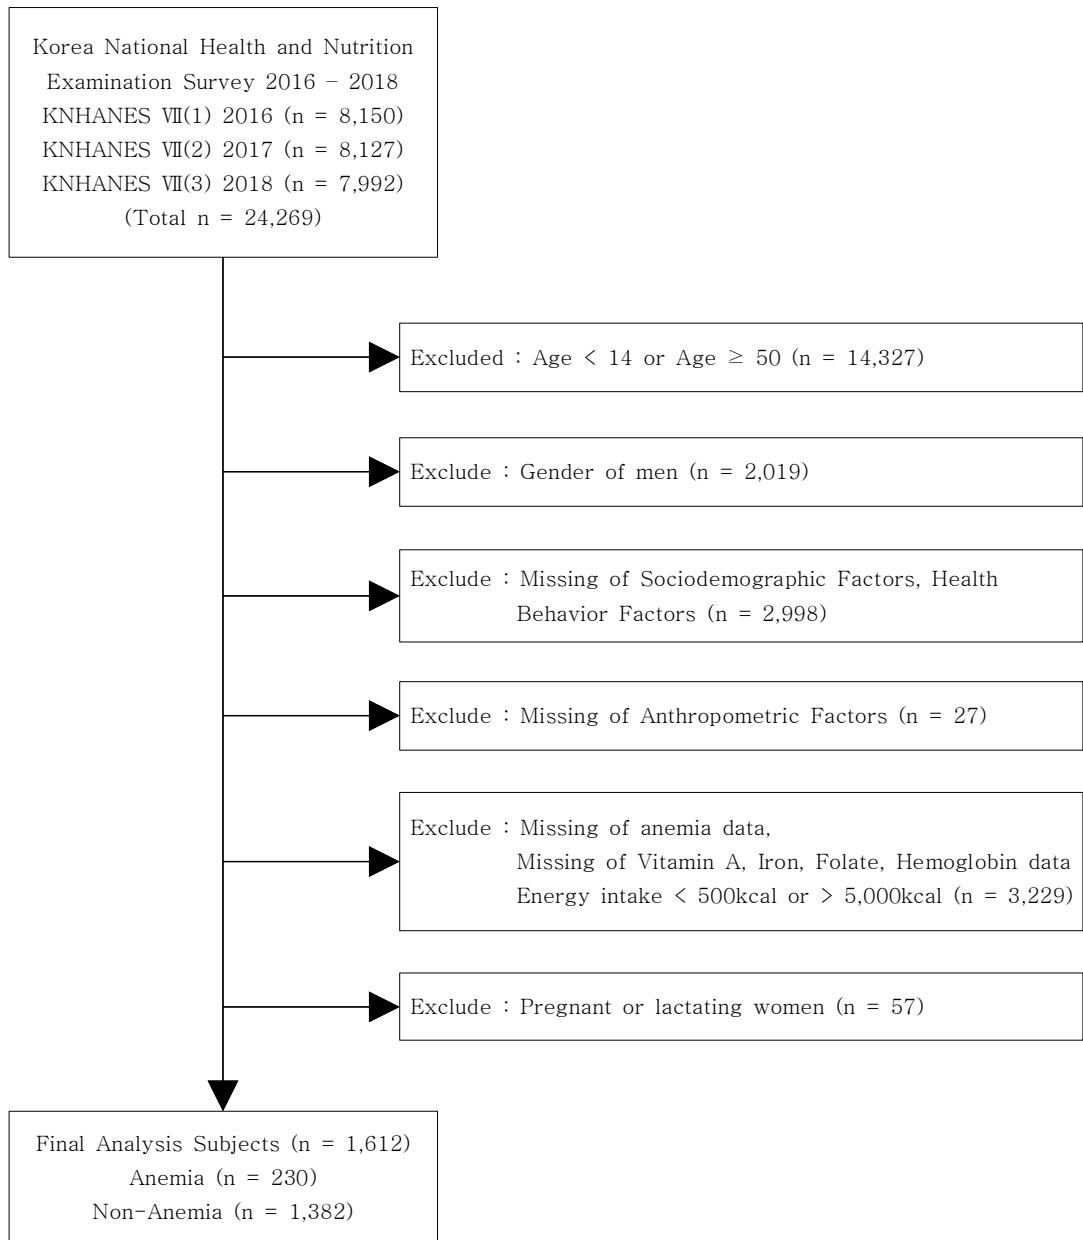 Korea National Health and Nutrition
Examination Survey 2016 – 2018
KNHANES Ⅶ(1) 2016 (n = 8,150)
KNHANES Ⅶ(2) 2017 (n = 8,127)
KNHANES Ⅶ(3) 2018 (n = 7,992)
(Total n = 24,269)
Excluded : Age < 14 or Age ≥ 50 (n = 14,327)
Exclude : Gender of men (n = 2,019)
Exclude : Missing of Sociodemographic Factors, Health
Behavior Factors (n = 2,998)
Exclude : Missing of Anthropometric Factors (n = 27)
Exclude : Missing of anemia data,
Missing of Vitamin A, Iron, Folate, Hemoglobin data
Energy intake < 500kcal or > 5,000kcal (n = 3,229)
Exclude : Pregnant or lactating women (n = 57)
Final Analysis Subjects (n = 1,612)
Anemia (n = 230)
Non-Anemia (n = 1,382)